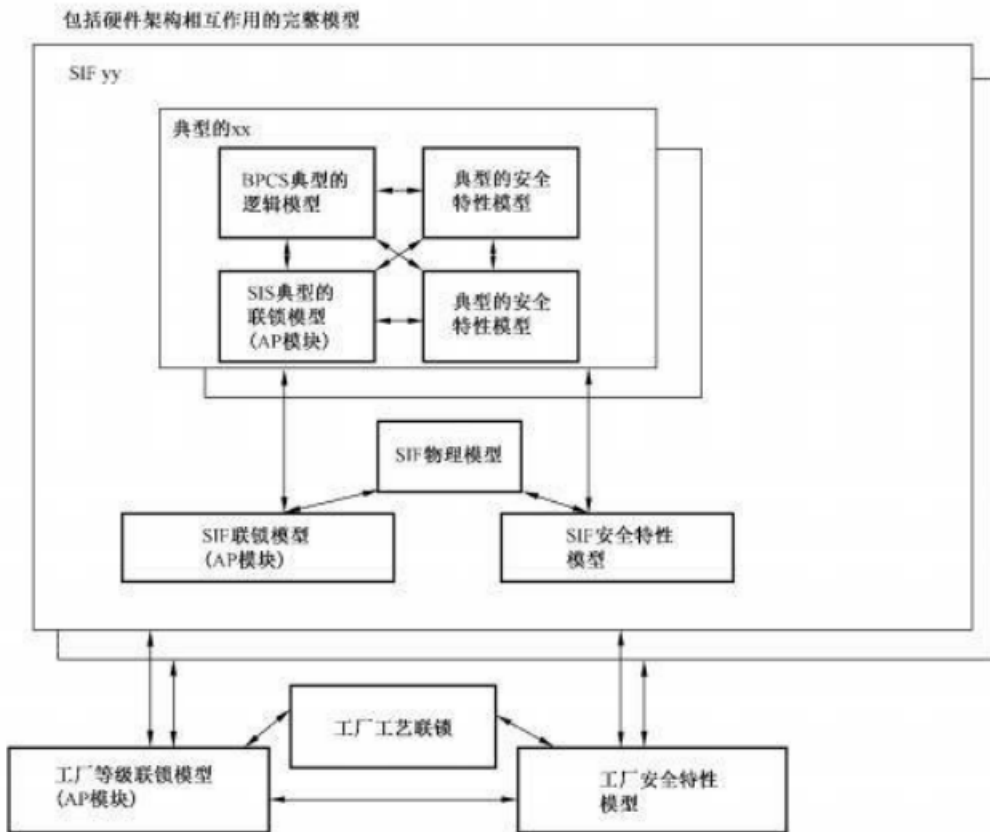 包括硬件架构相互作用的完整模型
SIF yy
典型的xx
BPCS典型的
逻辑模型
典型的安全
特性模型
SIS典型的
联锁模型
(AP模块)
典型的安全
特性模型
SIF物理模型
SIF联锁模型
(AP模块)
SIF安全特性
模型
工厂工艺联锁
工厂等级联锁模型
(AP模块)
工厂安全特性
模型